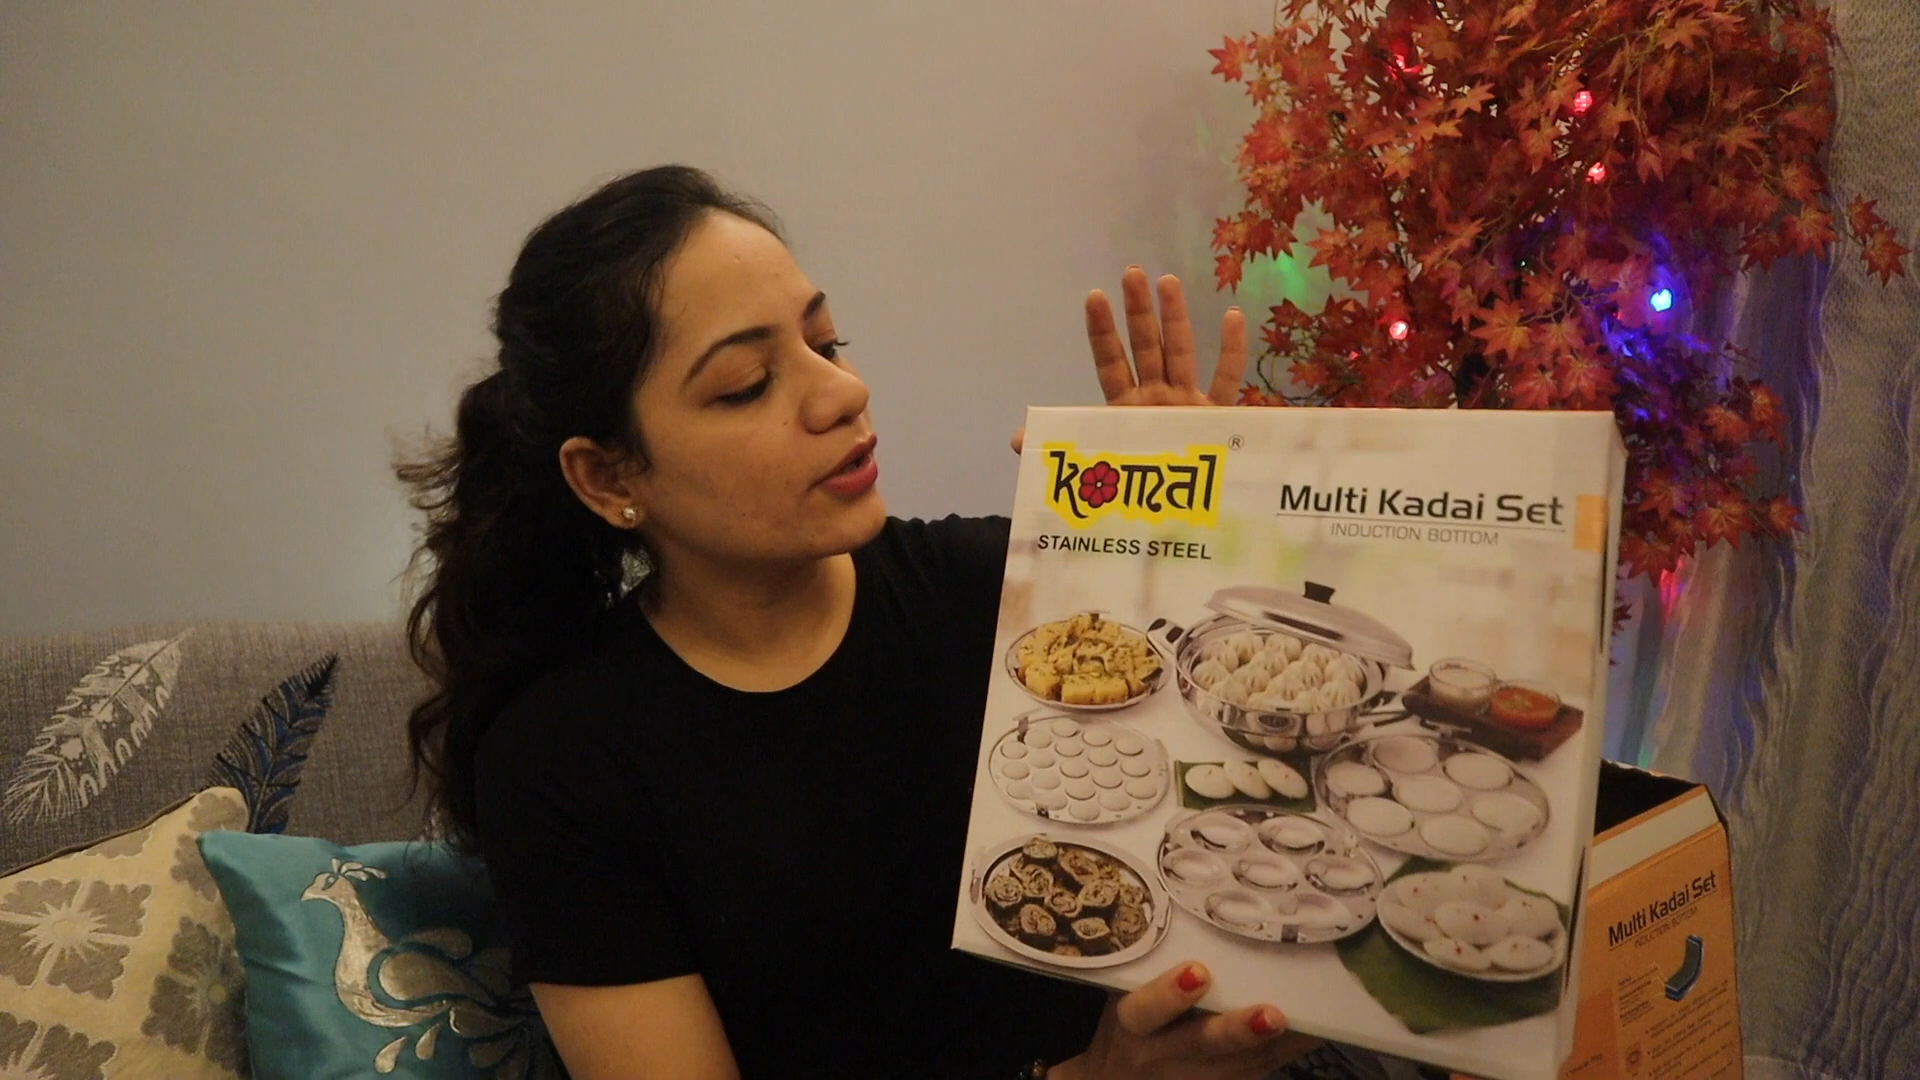 komal ®
STAINLESS STEEL
Multi Kadai Set
INDUCTION BOTTOM
Multi Kadai Set
INDUCTION BOTTOM